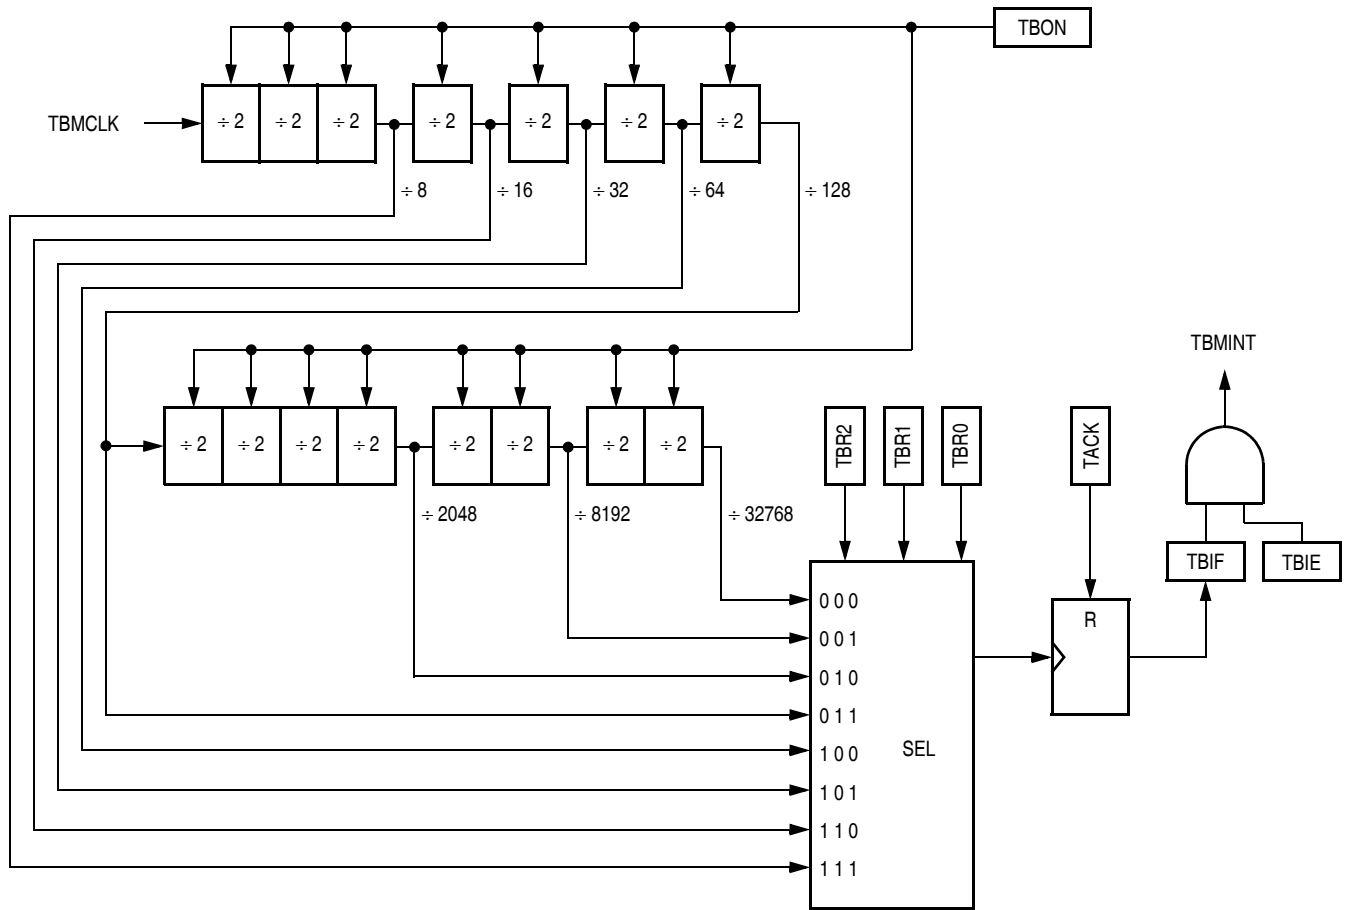 TBON
TBMCLK
÷ 2 ÷ 2 ÷ 2 ÷ 2 ÷ 2 ÷ 2 ÷ 2
÷ 8 ÷ 16 ÷ 32 ÷ 64 ÷ 128
TBMINT
÷ 2 ÷ 2 ÷ 2 ÷ 2 ÷ 2 ÷ 2 ÷ 2 ÷ 2
TBR2
TBR1
TBR0
TACK
÷ 2048 ÷ 8192 ÷ 32768
TBIF TBIE
0 0 0
R
0 0 1
0 1 0
0 1 1
1 0 0
SEL
1 0 1
1 1 0
1 1 1